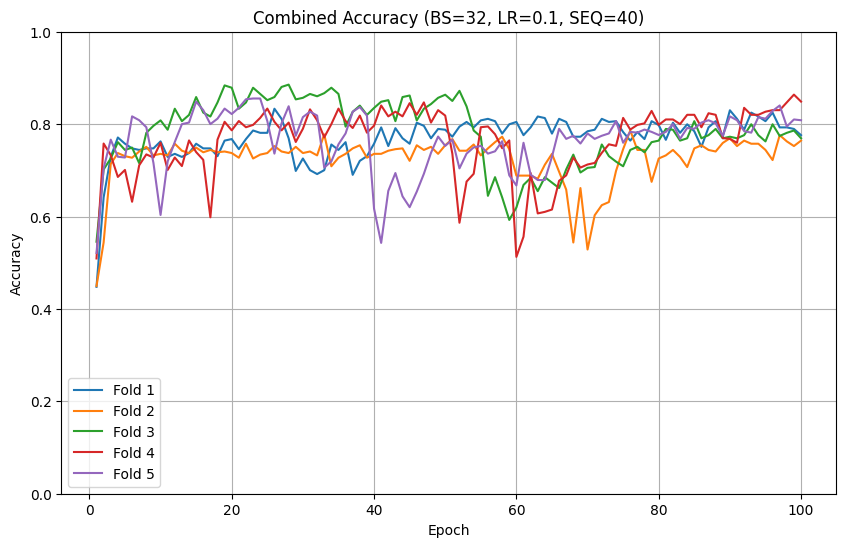 Combined Accuracy (BS=32, LR=0.1, SEQ=40)
1.0
0.8
0.6
0.4
0.2
0.0
Accuracy
Fold 1
Fold 2
Fold 3
Fold 4
Fold 5
0 20 40 60 80 100
Epoch